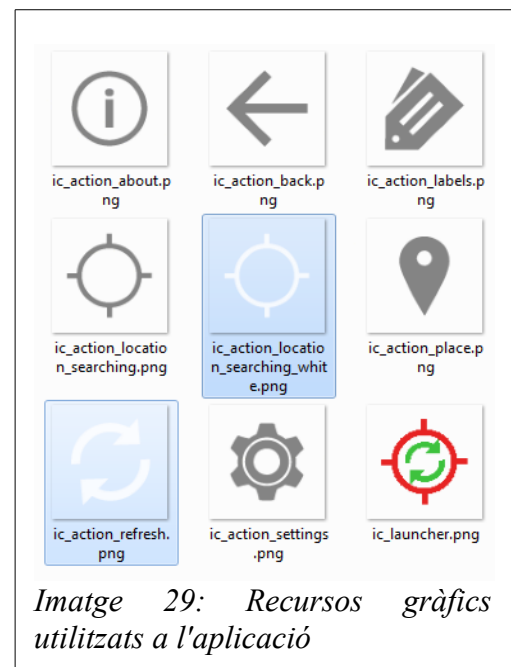 ic_action_about.p ic_action_back.p ic_action_labels.p
ng ng ng
ic_action_locatio ic_action_locatio ic_action_place.p
n_searching.png n_searching_whit ng
e.png
ic_action_refresh. ic_action_settings ic_launcher.png
png .png
Imatge 29: Recursos gràfics
utilitzats a l'aplicació